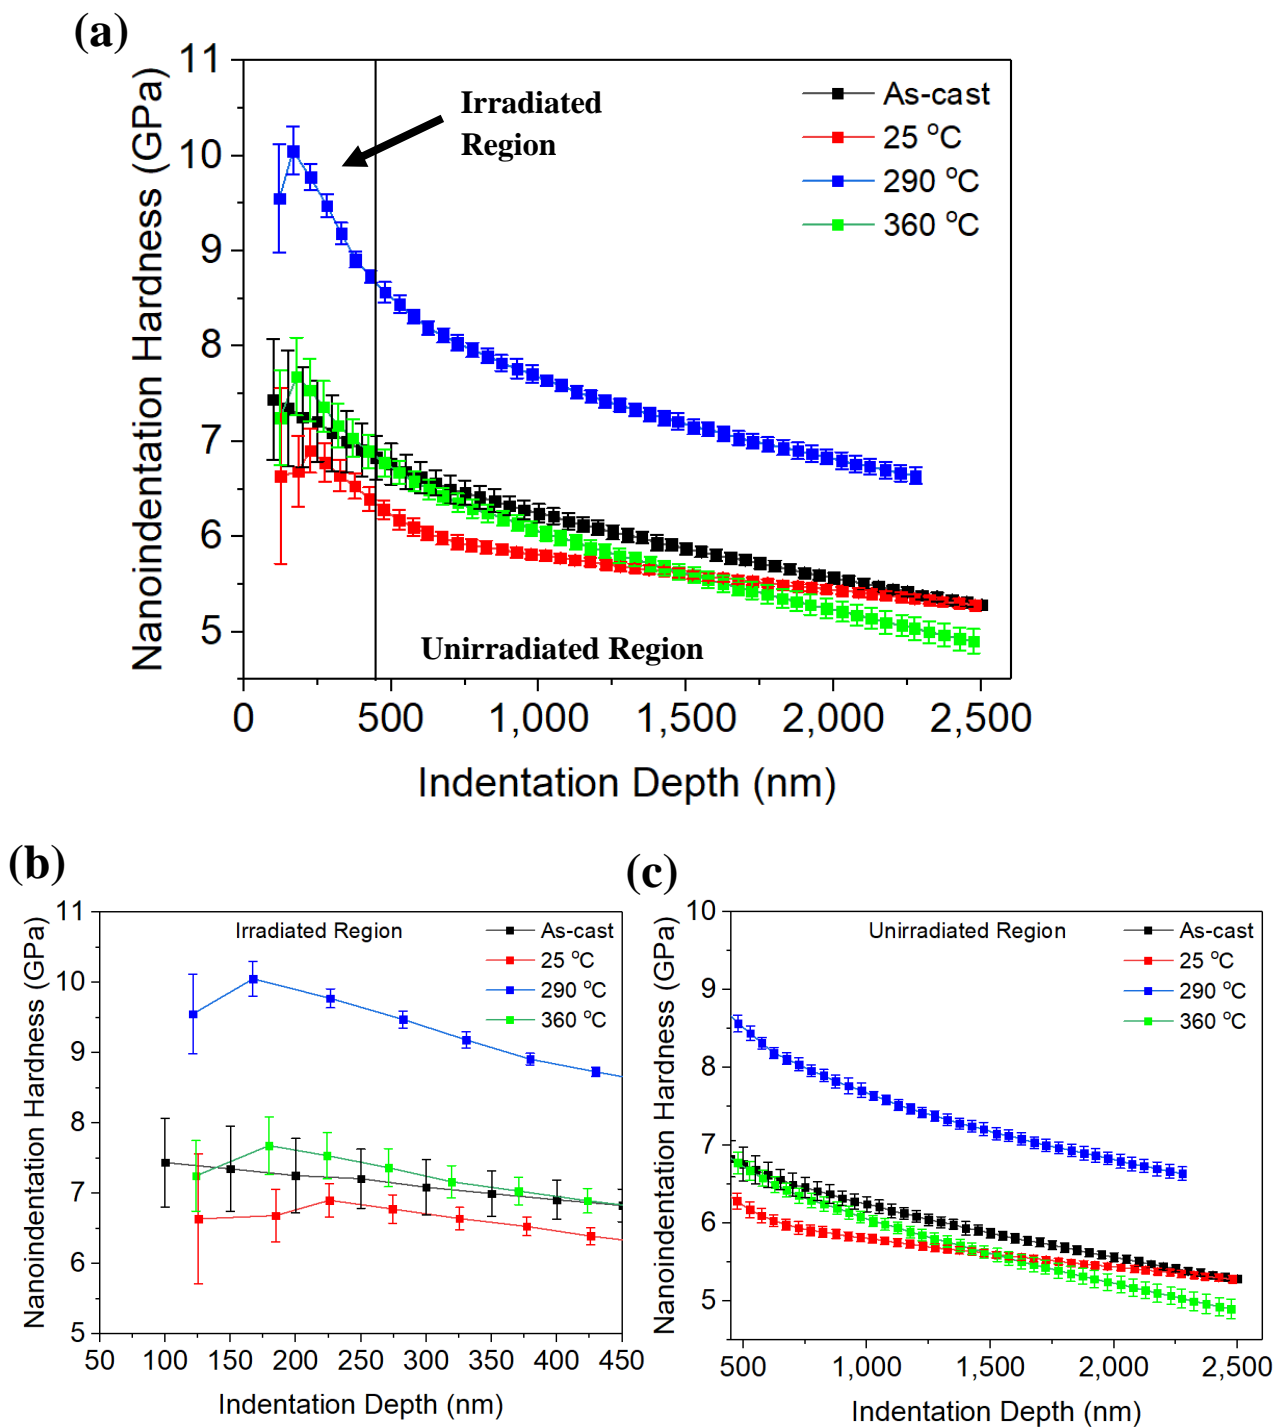 (a)
Nanoindentation Hardness (GPa)
11
10
9
8
7
6
5
Irradiated
Region
As-cast
25 °C
290 °C
360 °C
Unirradiated Region
0
500
1,000
1,500
2,000
2,500
Indentation Depth (nm)
(b)
Nanoindentation Hardness (GPa)
11
10
9
8
7
6
5
Irradiated Region
As-cast
25 °C
290 °C
360 °C
50
100
150
200
250
300
350
400
450
Indentation Depth (nm)
(c)
Nanoindentation Hardness (GPa)
10
9
8
7
6
5
Unirradiated Region
As-cast
25 °C
290 °C
360 °C
500
1,000
1,500
2,000
2,500
Indentation Depth (nm)